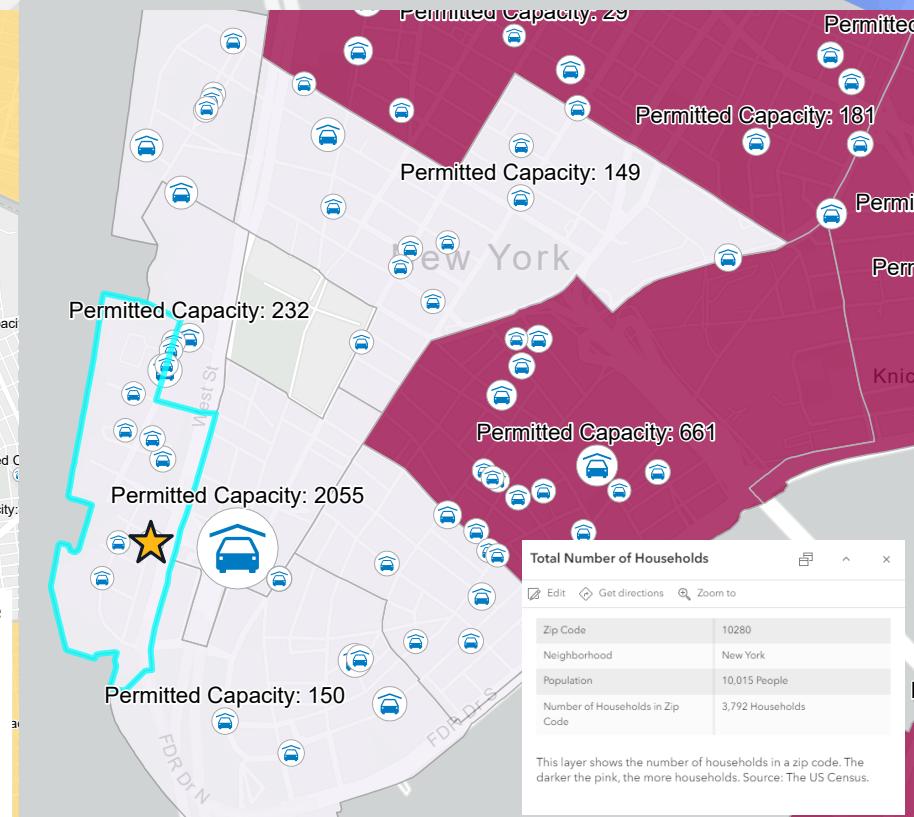 Permitted Capacity: 29
Permitted
Permitted Capacity: 181
Permitted Capacity: 149
New York
Permitted Capacity: 232
West St
Permitted Capacity: 661
Permitted Capacity: 2055
Permitted Capacity: 150
FDR Dr S
FDR Dr N
Total Number of Households
Edit Get directions Zoom to
Zip Code 10280
Neighborhood New York
Population 10,015 People
Number of Households in Zip 3,792 Households
Code
This layer shows the number of households in a zip code. The
darker the pink, the more households. Source: The US Census.